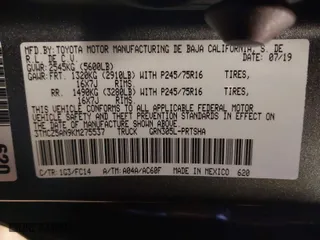 MFD.BY:TOYOTA MOTOR MANUFACTURING DE BAJA CALIFORNIA, S. DE
R.L. DE C.V. 07/19
GVWR:2545KG(5600LB)
GAWR:FRT.1320KG(2910LB)WITH P245/75R16 TIRES,
16X7J RIMS
RR. 1490KG(3280LB)WITH P245/75R16 TIRES,
16X7J RIMS
THIS VEHICLE CONFORMS TO ALL APPLICABLE FEDERAL MOTOR
VEHICLE SAFETY AND THEFT PREVENTION STANDARDS IN
EFFECT ON THE DATE OF MANUFACTURE SHOWN ABOVE.
TRUCK GRN305L-PRTSHA
C/TR:1G3/FC14 A/TM:A04A/AC60F MADE IN MEXICO 620